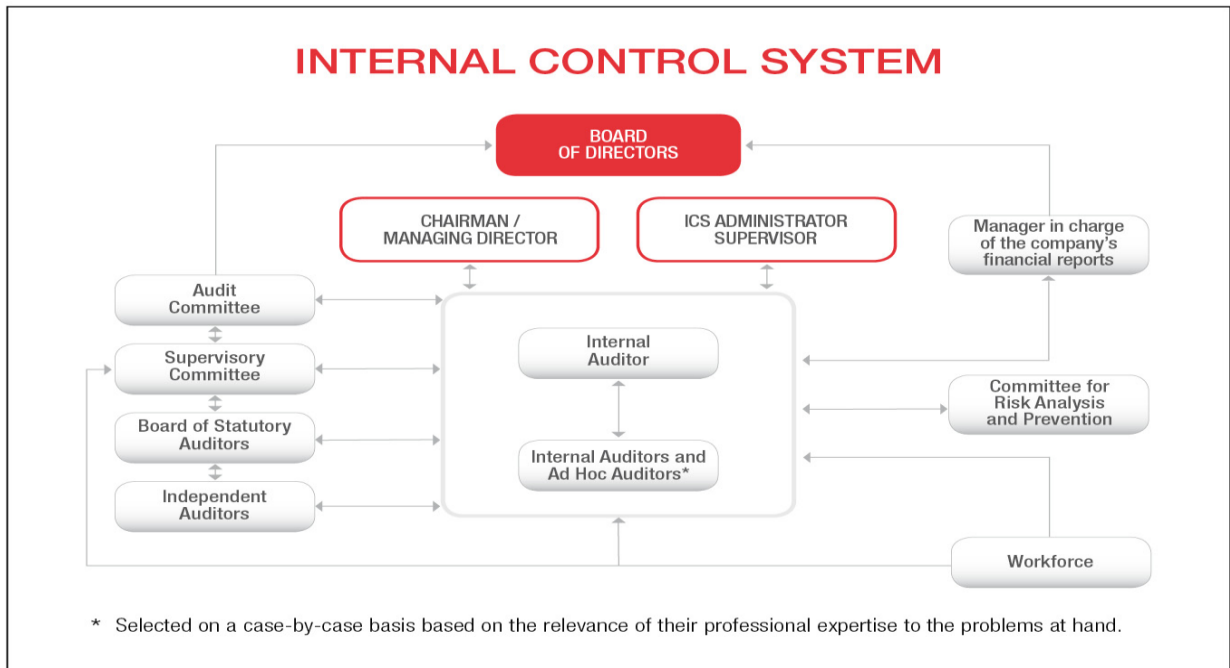 INTERNAL CONTROL SYSTEM
BOARD
OF DIRECTORS
CHAIRMAN /
MANAGING DIRECTOR
ICS ADMINISTRATOR
SUPERVISOR
Manager in charge
of the company's
financial reports
Audit
Committee
Internal
Auditor
Supervisory
Committee
Committee for
Risk Analysis
and Prevention
Board of Statutory
Auditors
Internal Auditors and
Ad Hoc Auditors*
Independent
Auditors
Workforce
* Selected on a case-by-case basis based on the relevance of their professional expertise to the problems at hand.